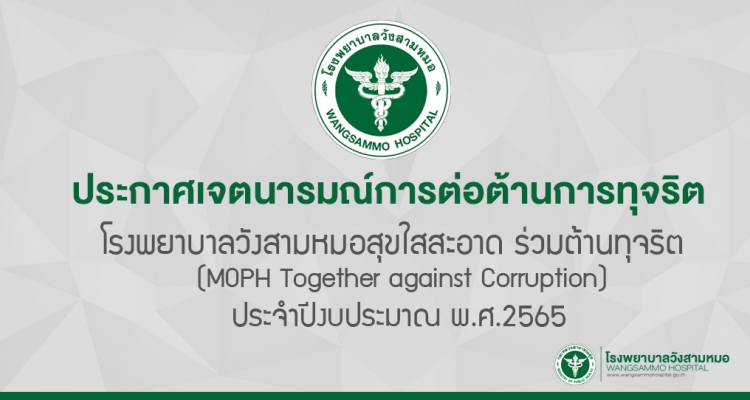 โรงพยาบาลวังสามหมอ
WANGSAMMO HOSPITAL
ประกาศเจตนารมณ์การต่อต้านการทุจริต
โรงพยาบาลวังสามหมอสุขใสสะอาด ร่วมต้านทุจริต
(MOPH Together against Corruption)
ประจำปีงบประมาณ พ.ศ.2565
โรงพยาบาลวังสามหมอ
WANGSAMMO HOSPITAL
www.wangsammohospital.go.th